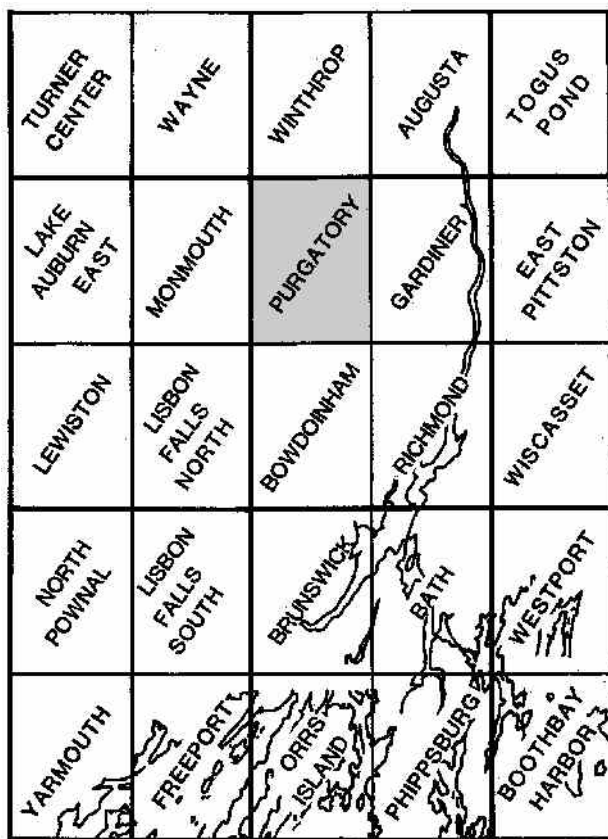 TURNER
CENTER
WAYNE
WINTHROP
AUGUSTA
TOGUS
POND
LAKE
AUBURN
EAST
MONMOUTH
PURGATORY
GARDINER
EAST
PITTSTON
LEWISTON
LISBON
FALLS
NORTH
BOWDOINHAM
RICHMOND
WISCASSET
NORTH
POWNAL
LISBON
FALLS
SOUTH
BRUNSWICK
BATH
WESTPORT
YARMOUTH
FREEPORT
ORRS
ISLAND
PHIPPSBURG
BOOTHBAY
HARBOR